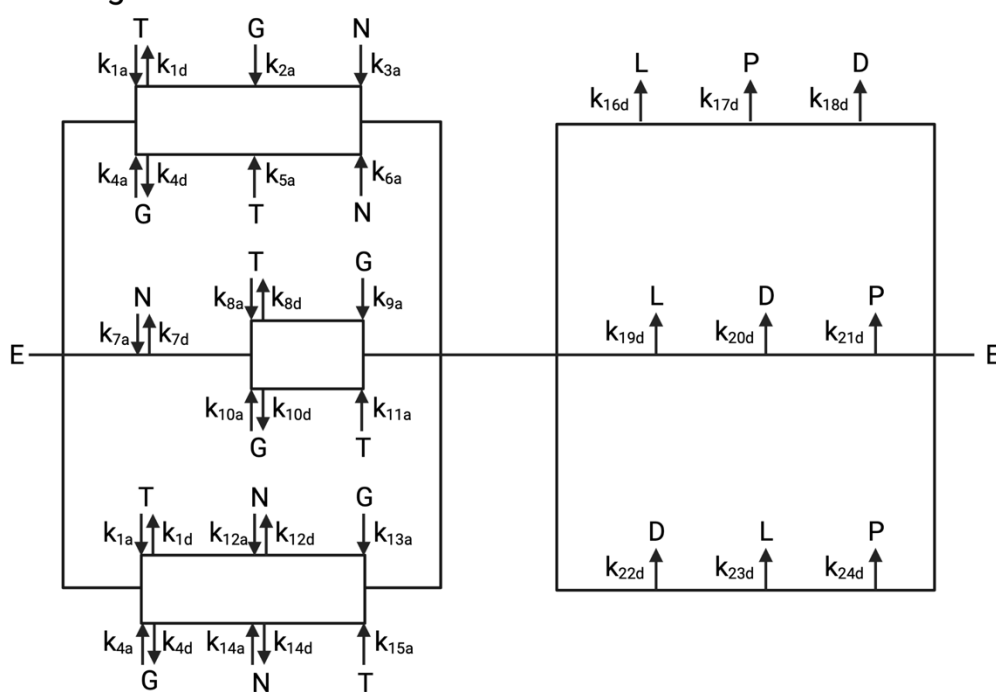 T G N
k1a k1d k2a k3a
k4a k4d k5a k6a
G T N
T G
N k8a k8d k9a
k7a k7d
E
k10a k10d k11a
G T
T N G
k1a k1d k12a k12d k13a
k4a k4d k14a k14d k15a
G N T
L P D
k16d k17d k18d
L D P
k19d k20d k21d
E
D L P
k22d k23d k24d